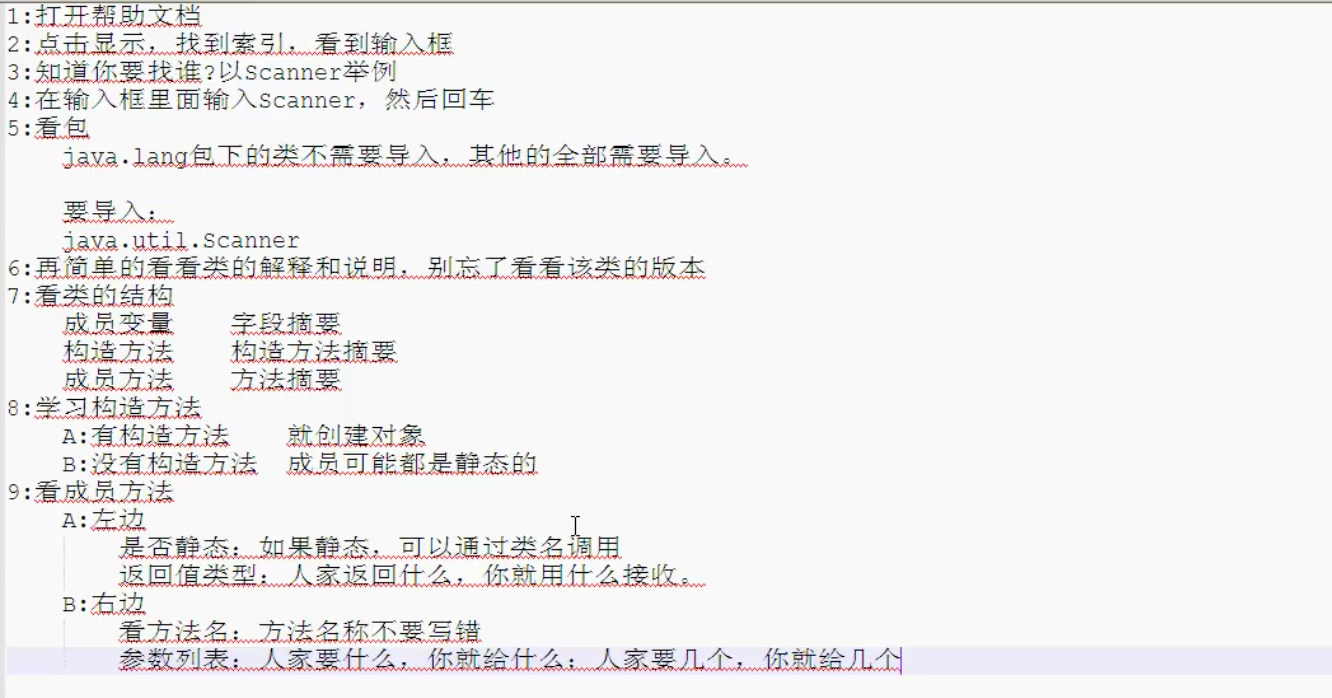 1:打开帮助文档
2:点击显示，找到索引，看到输入框
3:知道你要找谁?以Scanner举例
4:在输入框里面输入Scanner，然后回车
5:看包
java.lang包下的类不需要导入，其他的全部需要导入。
要导入：
java.util.Scanner
6:再简单的看看类的解释和说明，别忘了看看该类的版本
7:看类的结构
成员变量    字段摘要
构造方法    构造方法摘要
成员方法    方法摘要
8:学习构造方法
A:有构造方法    就创建对象
B:没有构造方法  成员可能都是静态的
9:看成员方法
A:左边
是否静态：如果静态，可以通过类名调用
返回值类型：人家返回什么，你就用什么接收。
B:右边
看方法名：方法名称不要写错
参数列表：人家要什么，你就给什么；人家要几个，你就给几个